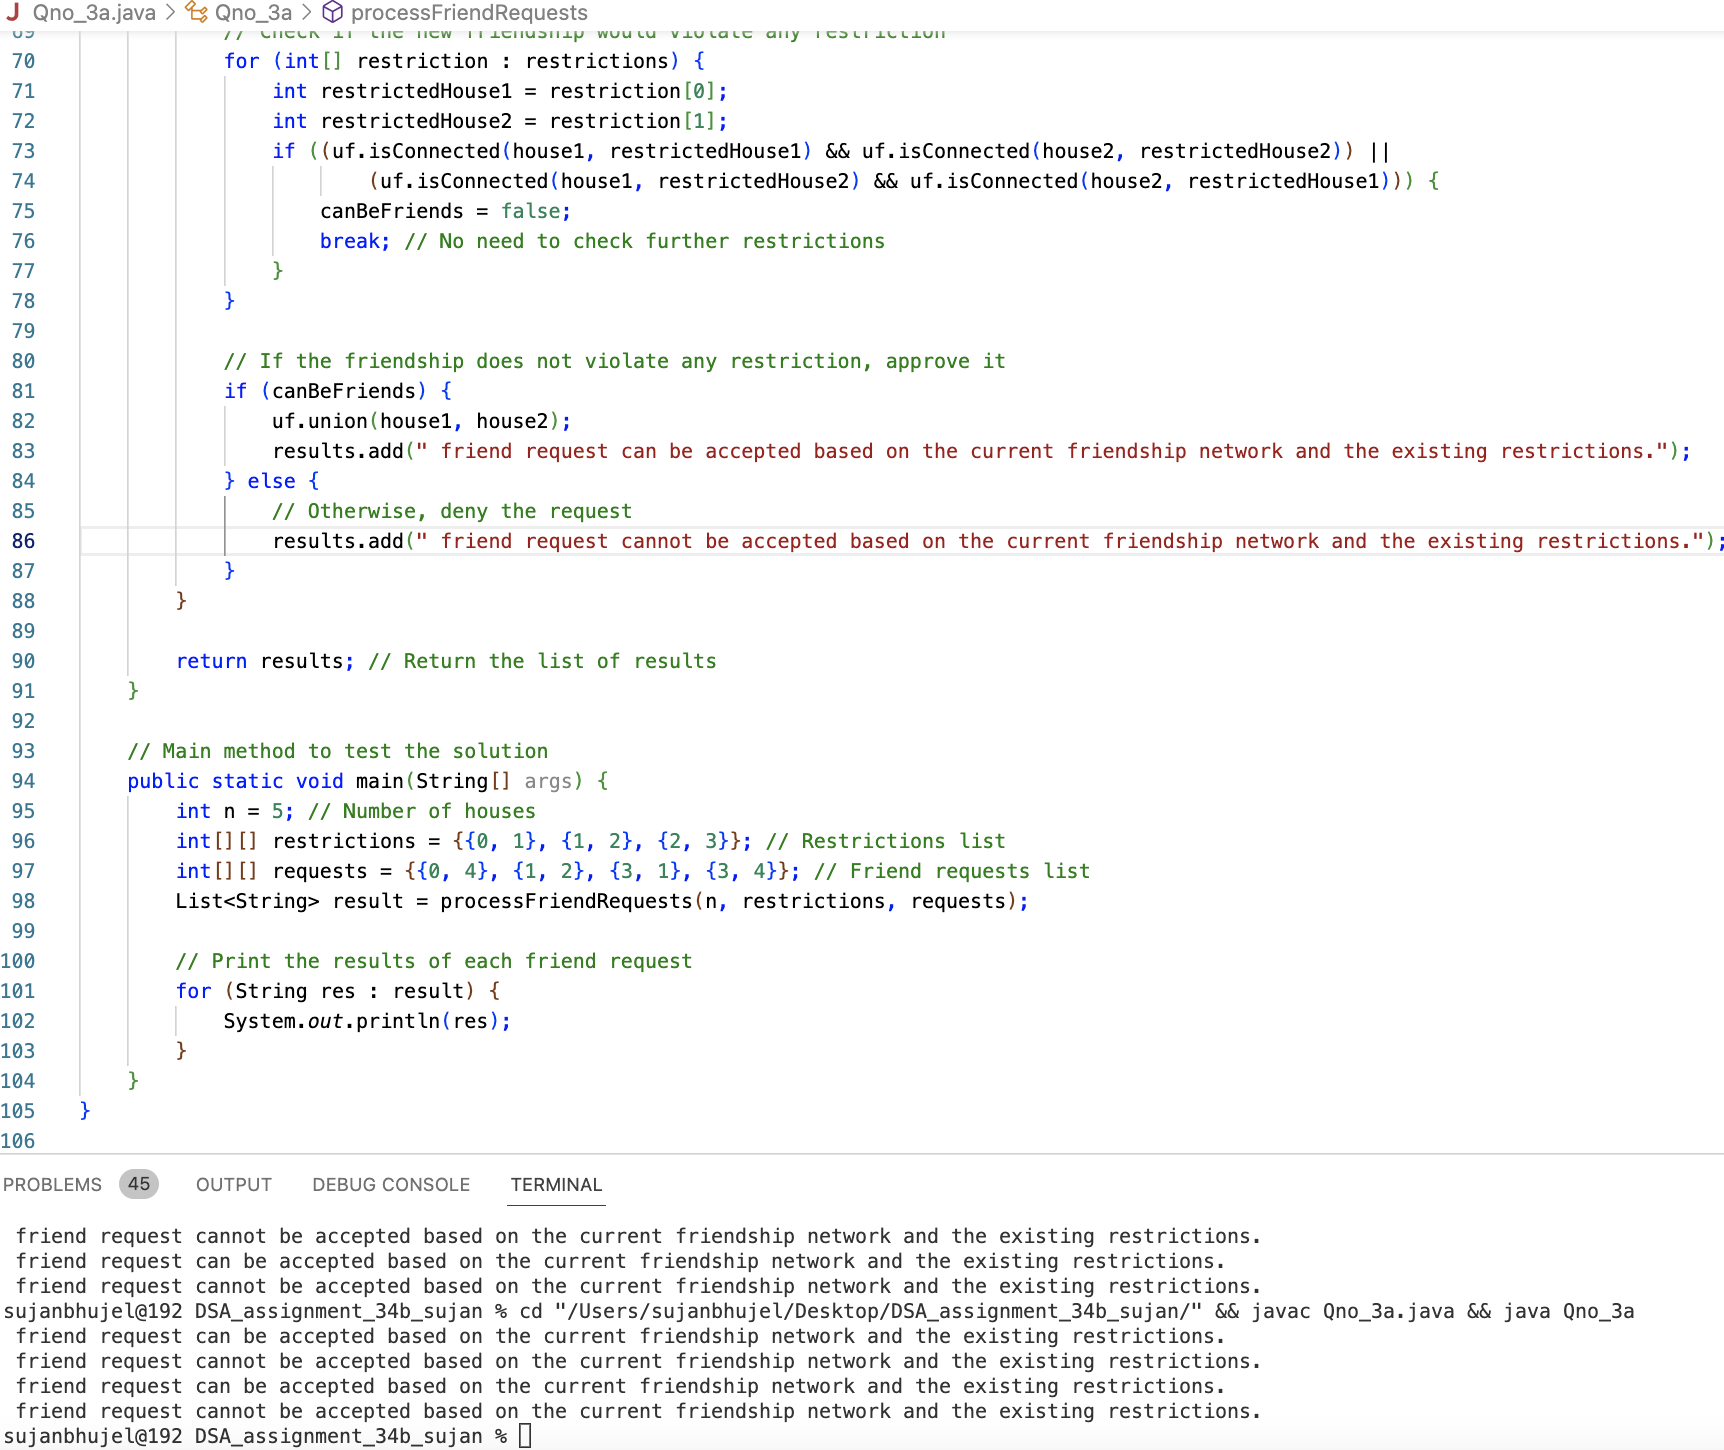 J Qno_3a.java > Qno_3a > processFriendRequests
69 // Check if the new friendship would violate any restriction
70 for (int[] restriction : restrictions) {
71 int restrictedHouse1 = restriction[0];
72 int restrictedHouse2 = restriction[1];
73 if ((uf.isConnected(house1, restrictedHouse1) && uf.isConnected(house2, restrictedHouse2)) ||
74 (uf.isConnected(house1, restrictedHouse2) && uf.isConnected(house2, restrictedHouse1))) {
75 canBeFriends = false;
76 break; // No need to check further restrictions
77 }
78 }
79
80 // If the friendship does not violate any restriction, approve it
81 if (canBeFriends) {
82 uf.union(house1, house2);
83 results.add(" friend request can be accepted based on the current friendship network and the existing restrictions.");
84 } else {
85 // Otherwise, deny the request
86 results.add(" friend request cannot be accepted based on the current friendship network and the existing restrictions.");
87 }
88 }
89
90 return results; // Return the list of results
91 }
92
93 // Main method to test the solution
94 public static void main(String[] args) {
95 int n = 5; // Number of houses
96 int[][] restrictions = {{0, 1}, {1, 2}, {2, 3}}; // Restrictions list
97 int[][] requests = {{0, 4}, {1, 2}, {3, 1}, {3, 4}}; // Friend requests list
98 List<String> result = processFriendRequests(n, restrictions, requests);
99
100 // Print the results of each friend request
101 for (String res : result) {
102 System.out.println(res);
103 }
104 }
105 }
106
PROBLEMS 45 OUTPUT DEBUG CONSOLE TERMINAL
friend request cannot be accepted based on the current friendship network and the existing restrictions.
friend request can be accepted based on the current friendship network and the existing restrictions.
friend request cannot be accepted based on the current friendship network and the existing restrictions.
sujanbhujel@192 DSA_assignment_34b_sujan % cd "/Users/sujanbhujel/Desktop/DSA_assignment_34b_sujan/" && javac Qno_3a.java && java Qno_3a
friend request can be accepted based on the current friendship network and the existing restrictions.
friend request cannot be accepted based on the current friendship network and the existing restrictions.
friend request can be accepted based on the current friendship network and the existing restrictions.
friend request cannot be accepted based on the current friendship network and the existing restrictions.
sujanbhujel@192 DSA_assignment_34b_sujan %